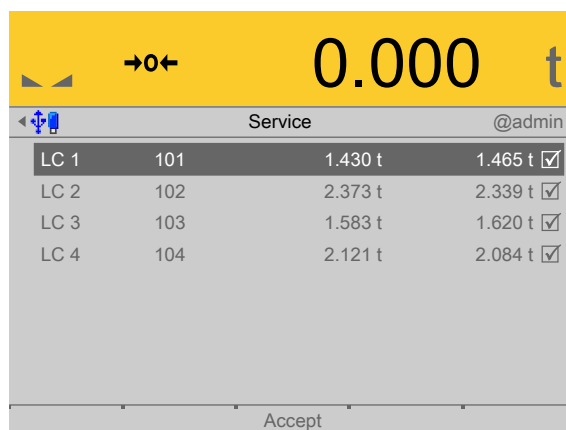 →0← 0.000 t
Service @admin
LC 1 101 1.430 t 1.465 t ☑
LC 2 102 2.373 t 2.339 t ☑
LC 3 103 1.583 t 1.620 t ☑
LC 4 104 2.121 t 2.084 t ☑
Accept